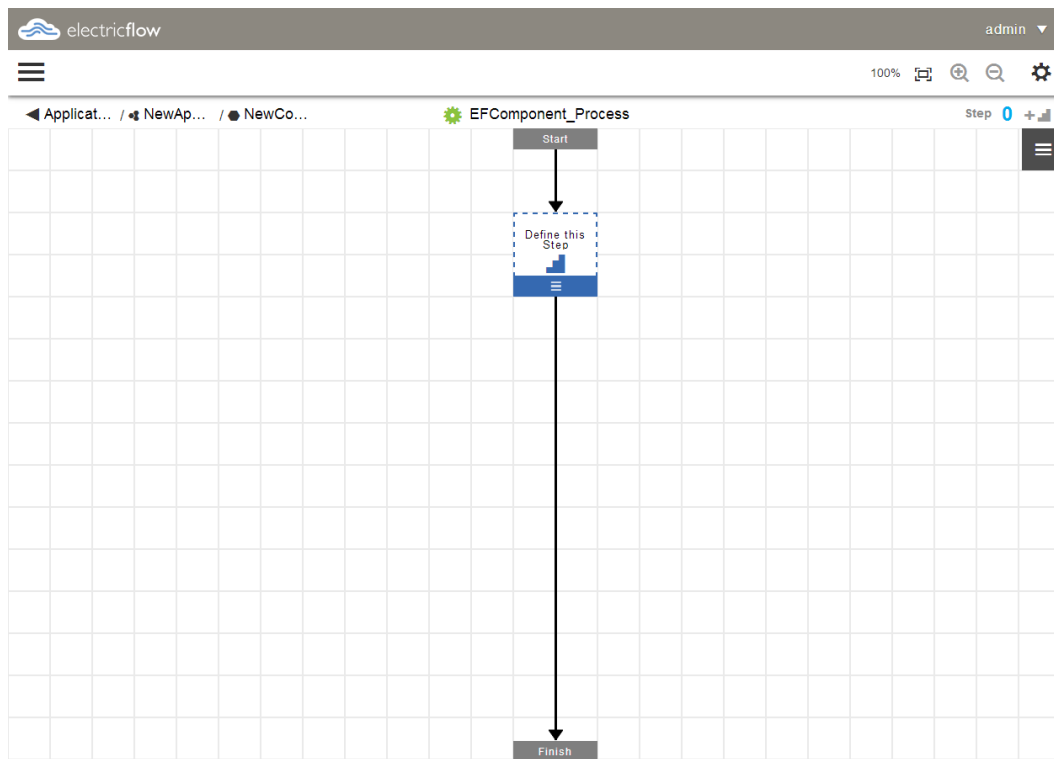 electricflow
admin
100%
Applicat... / NewAp... / NewCo...
EFComponent_Process
Step 0
Start
Define this
Step
Finish